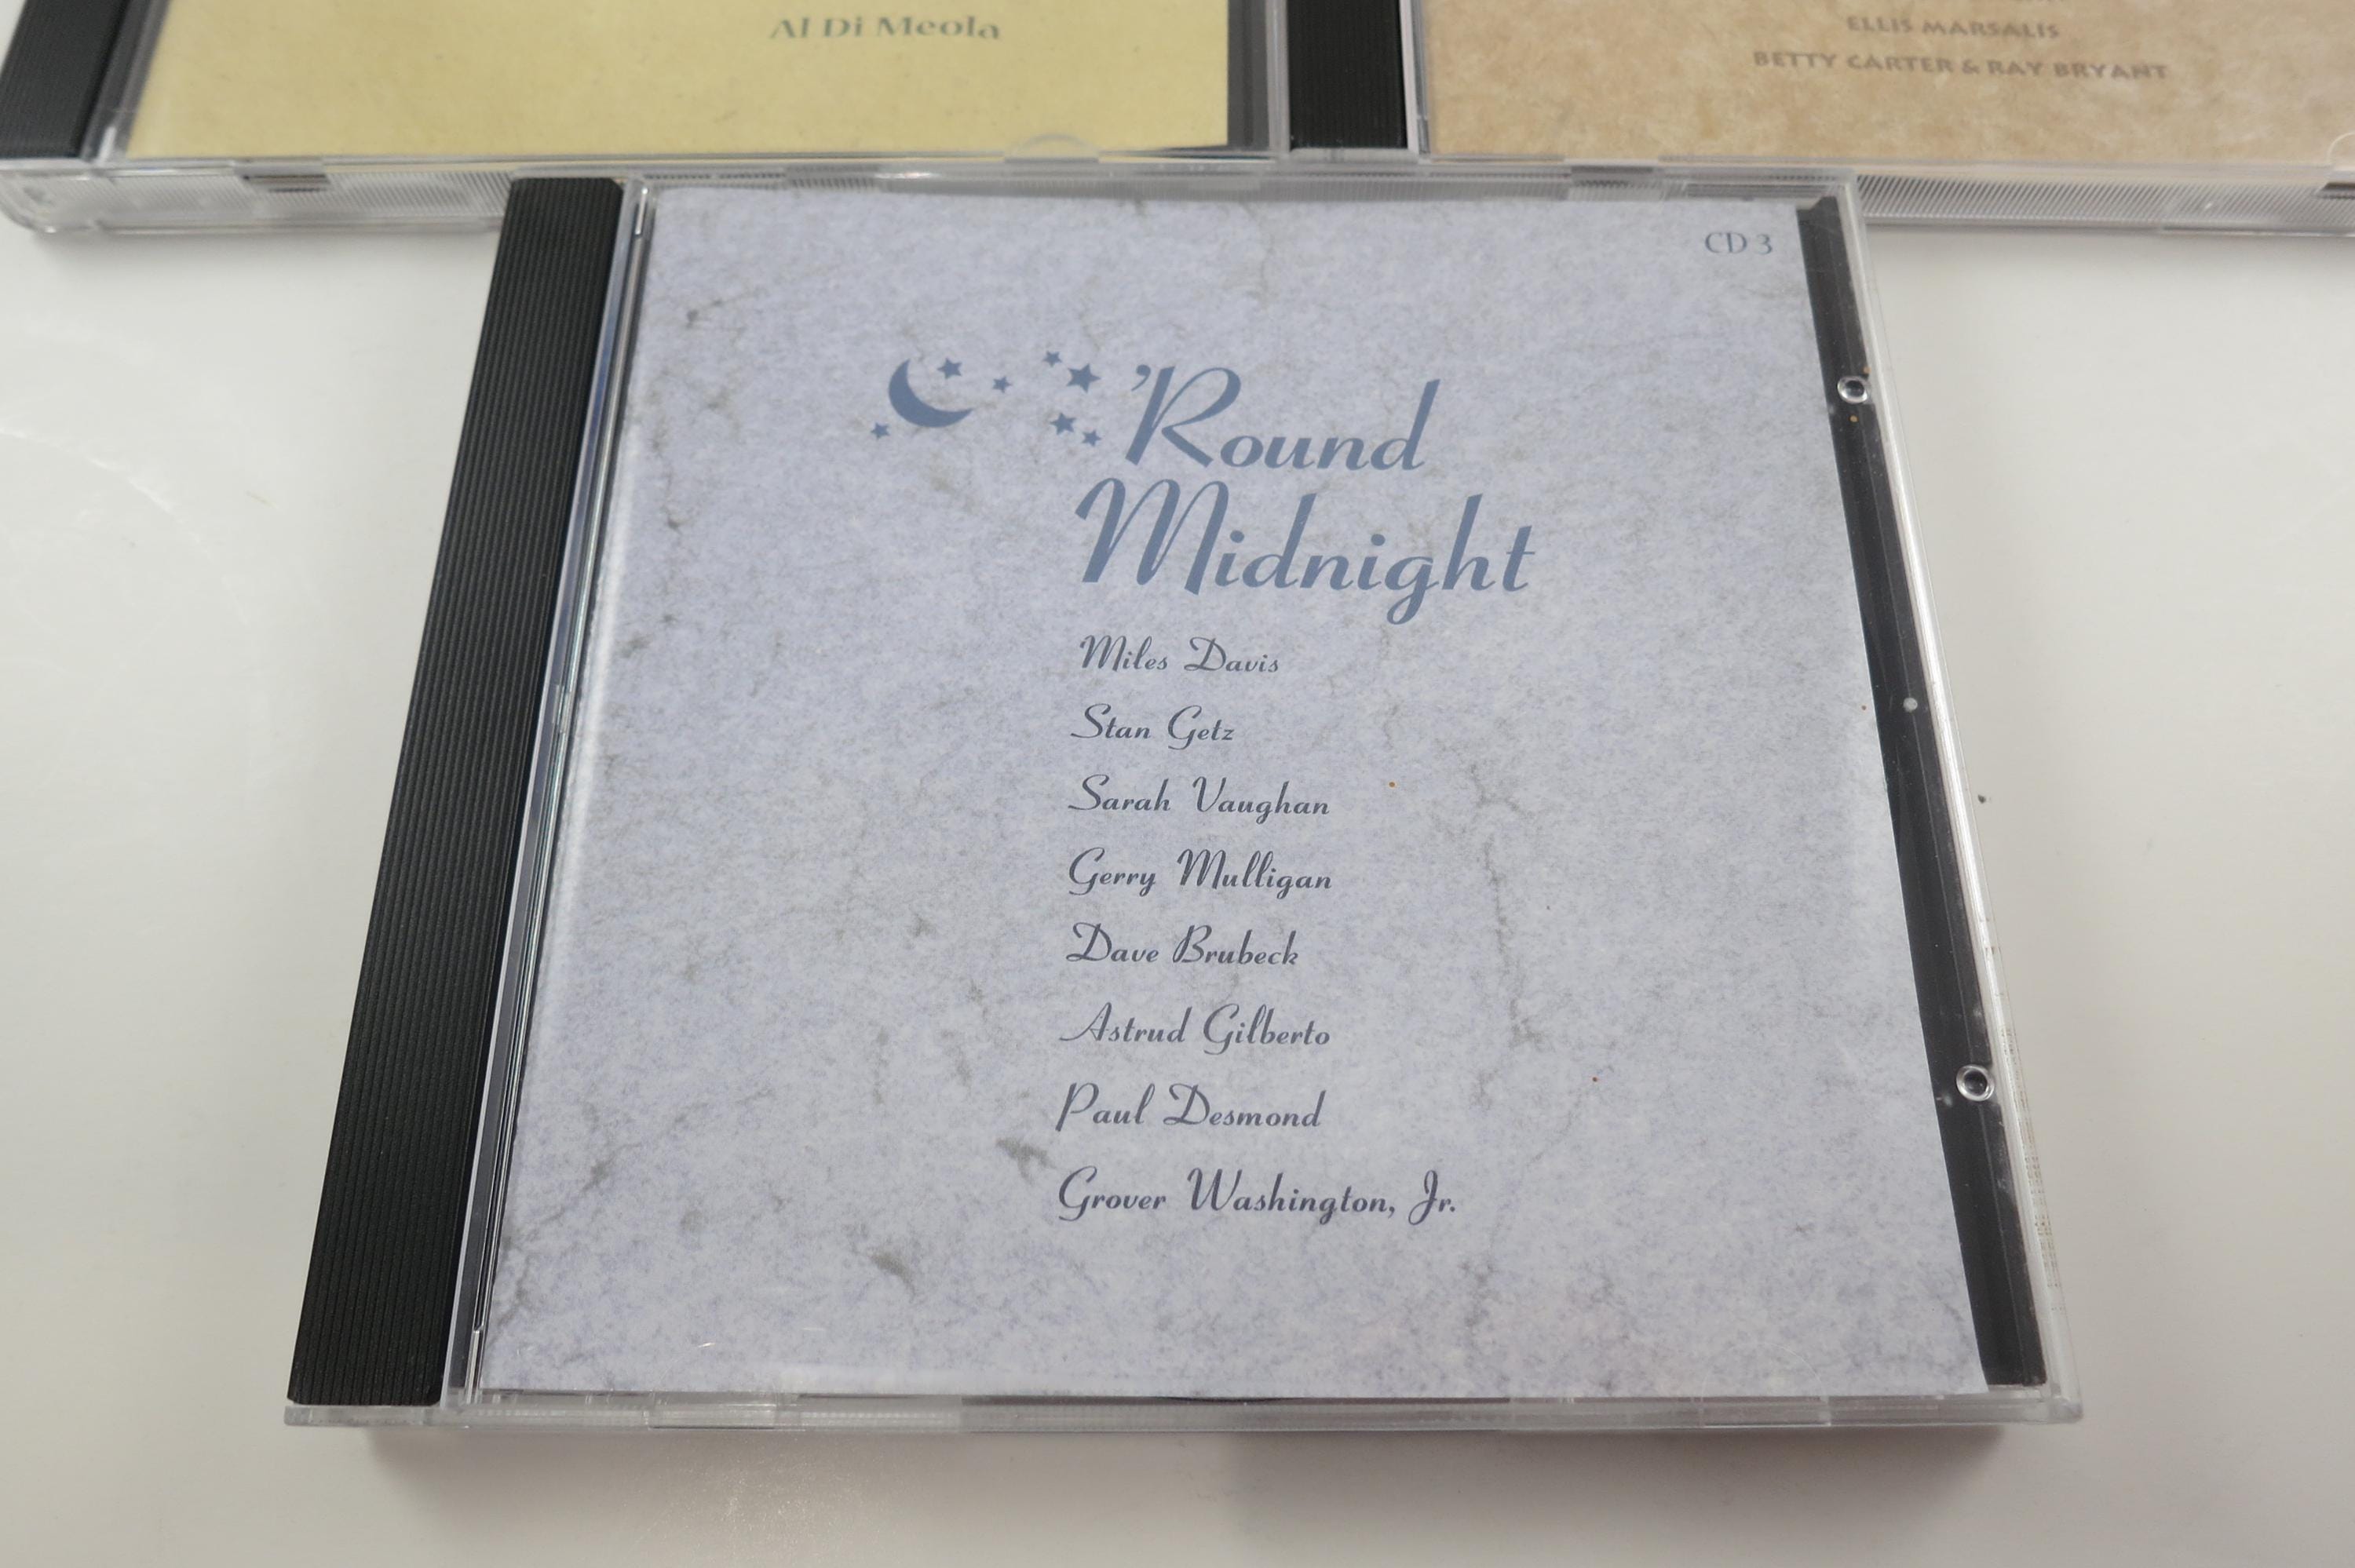 Al Di Meola
ELLIS MARSALIS
BETTY CARTER & RAY BRYANT
CD 3
'Round
Midnight
Miles Davis
Stan Getz
Sarah Vaughan
Gerry Mulligan
Dave Brubeck
Astrud Gilberto
Paul Desmond
Grover Washington, Jr.